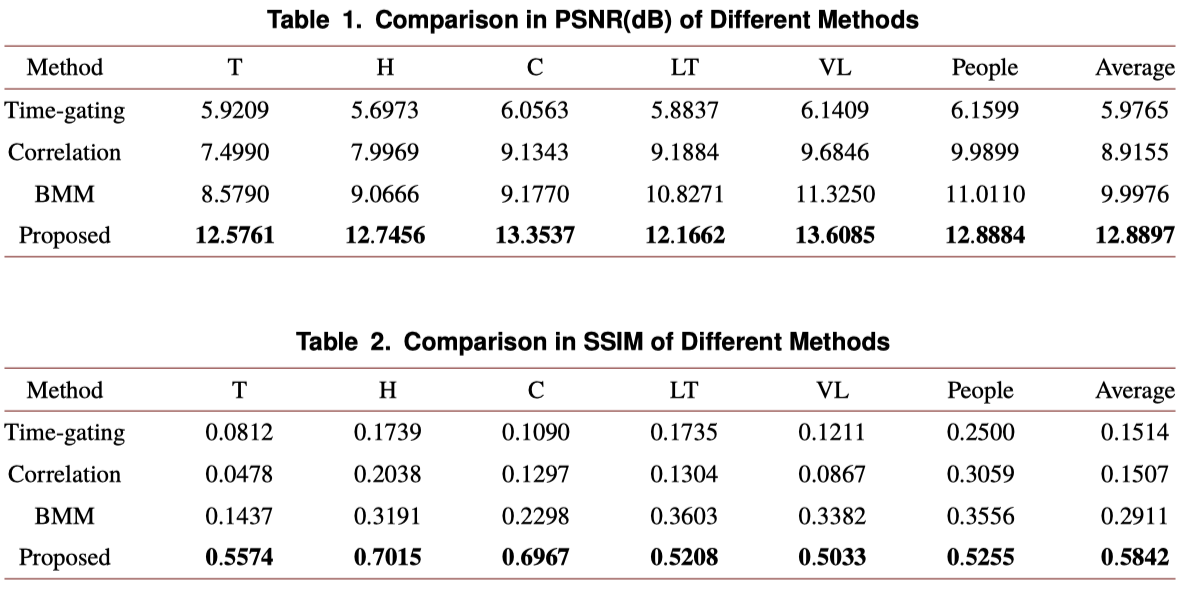 Table 1. Comparison in PSNR(dB) of Different Methods
Method T H C LT VL People Average
Time-gating 5.9209 5.6973 6.0563 5.8837 6.1409 6.1599 5.9765
Correlation 7.4990 7.9969 9.1343 9.1884 9.6846 9.9899 8.9155
BMM 8.5790 9.0666 9.1770 10.8271 11.3250 11.0110 9.9976
Proposed 12.5761 12.7456 13.3537 12.1662 13.6085 12.8884 12.8897
Table 2. Comparison in SSIM of Different Methods
Method T H C LT VL People Average
Time-gating 0.0812 0.1739 0.1090 0.1735 0.1211 0.2500 0.1514
Correlation 0.0478 0.2038 0.1297 0.1304 0.0867 0.3059 0.1507
BMM 0.1437 0.3191 0.2298 0.3603 0.3382 0.3556 0.2911
Proposed 0.5574 0.7015 0.6967 0.5208 0.5033 0.5255 0.5842